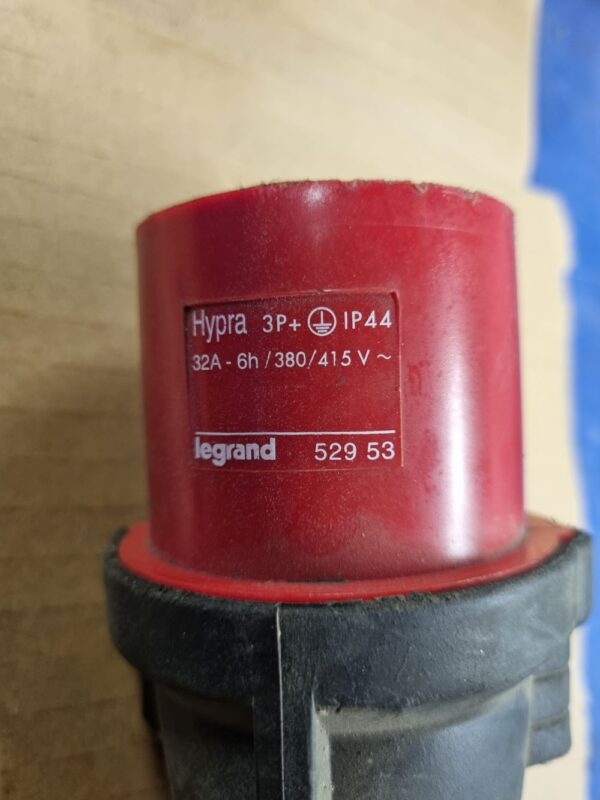 Hypra 3P+⏚ IP44
32A - 6h / 380 / 415 V ~
legrand 529 53